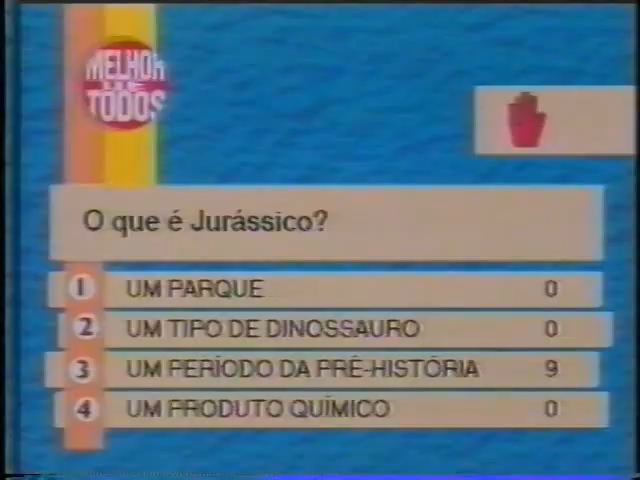 MELHOR
DE
TODOS
O que é Jurássico?
1 UM PARQUE 0
2 UM TIPO DE DINOSSAURO 0
3 UM PERÍODO DA PRÉ-HISTÓRIA 9
4 UM PRODUTO QUÍMICO 0